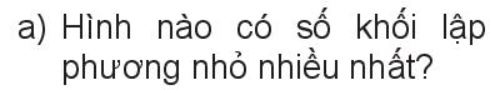 a) Hình nào có số khối lập
phương nhỏ nhiều nhất?